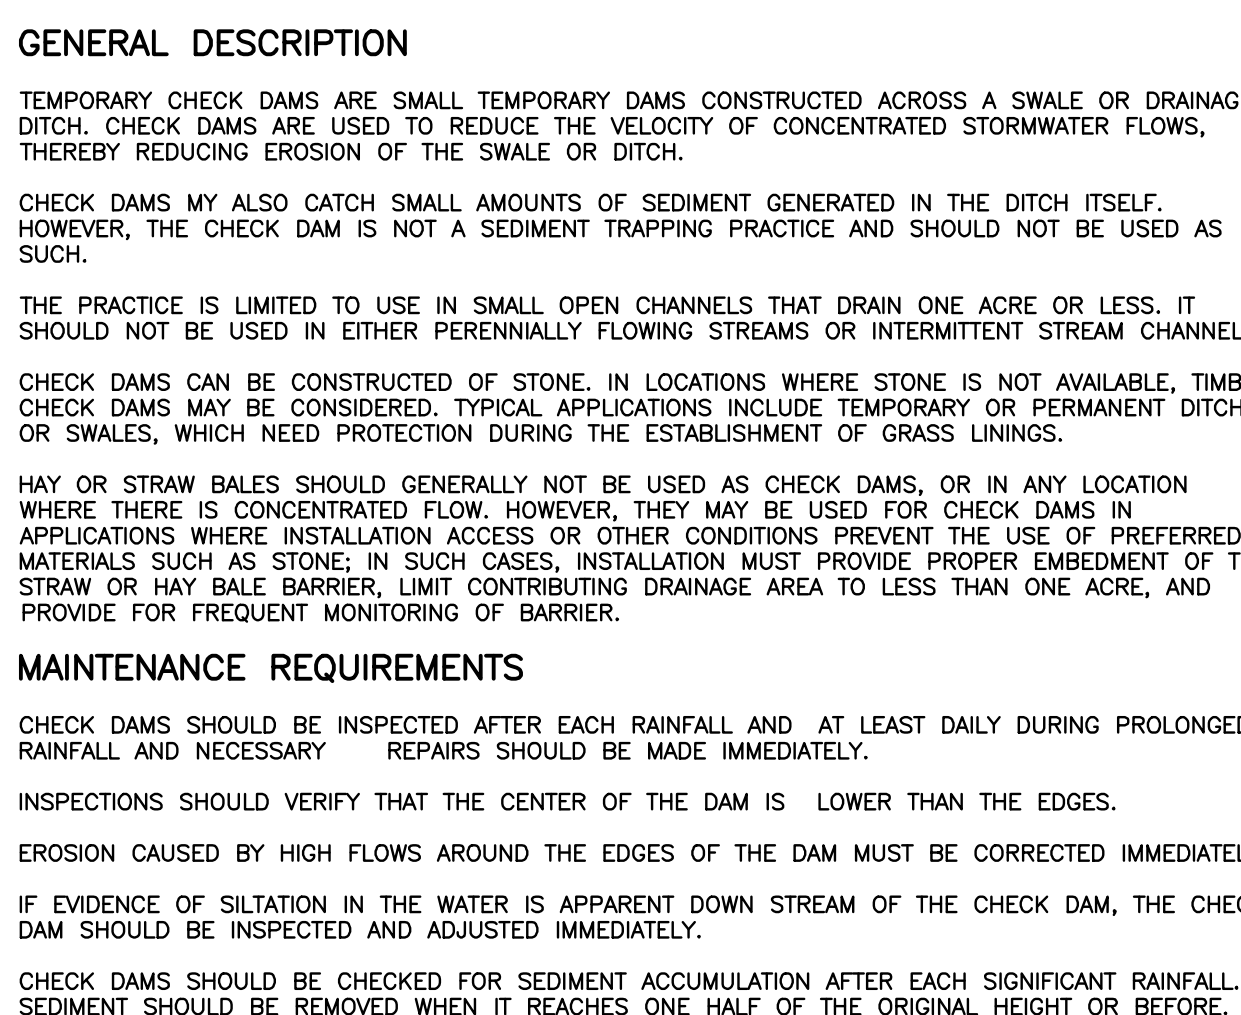 GENERAL DESCRIPTION
TEMPORARY CHECK DAMS ARE SMALL TEMPORARY DAMS CONSTRUCTED ACROSS A SWALE OR DRAINAG
DITCH. CHECK DAMS ARE USED TO REDUCE THE VELOCITY OF CONCENTRATED STORMWATER FLOWS,
THEREBY REDUCING EROSION OF THE SWALE OR DITCH.
CHECK DAMS MY ALSO CATCH SMALL AMOUNTS OF SEDIMENT GENERATED IN THE DITCH ITSELF.
HOWEVER, THE CHECK DAM IS NOT A SEDIMENT TRAPPING PRACTICE AND SHOULD NOT BE USED AS
SUCH.
THE PRACTICE IS LIMITED TO USE IN SMALL OPEN CHANNELS THAT DRAIN ONE ACRE OR LESS. IT
SHOULD NOT BE USED IN EITHER PERENNIALLY FLOWING STREAMS OR INTERMITTENT STREAM CHANNEL
CHECK DAMS CAN BE CONSTRUCTED OF STONE. IN LOCATIONS WHERE STONE IS NOT AVAILABLE, TIMB
CHECK DAMS MAY BE CONSIDERED. TYPICAL APPLICATIONS INCLUDE TEMPORARY OR PERMANENT DITCH
OR SWALES, WHICH NEED PROTECTION DURING THE ESTABLISHMENT OF GRASS LININGS.
HAY OR STRAW BALES SHOULD GENERALLY NOT BE USED AS CHECK DAMS, OR IN ANY LOCATION
WHERE THERE IS CONCENTRATED FLOW. HOWEVER, THEY MAY BE USED FOR CHECK DAMS IN
APPLICATIONS WHERE INSTALLATION ACCESS OR OTHER CONDITIONS PREVENT THE USE OF PREFERRED
MATERIALS SUCH AS STONE; IN SUCH CASES, INSTALLATION MUST PROVIDE PROPER EMBEDMENT OF T
STRAW OR HAY BALE BARRIER, LIMIT CONTRIBUTING DRAINAGE AREA TO LESS THAN ONE ACRE, AND
PROVIDE FOR FREQUENT MONITORING OF BARRIER.
MAINTENANCE REQUIREMENTS
CHECK DAMS SHOULD BE INSPECTED AFTER EACH RAINFALL AND AT LEAST DAILY DURING PROLONGED
RAINFALL AND NECESSARY REPAIRS SHOULD BE MADE IMMEDIATELY.
INSPECTIONS SHOULD VERIFY THAT THE CENTER OF THE DAM IS LOWER THAN THE EDGES.
EROSION CAUSED BY HIGH FLOWS AROUND THE EDGES OF THE DAM MUST BE CORRECTED IMMEDIATEL
IF EVIDENCE OF SILTATION IN THE WATER IS APPARENT DOWN STREAM OF THE CHECK DAM, THE CHEC
DAM SHOULD BE INSPECTED AND ADJUSTED IMMEDIATELY.
CHECK DAMS SHOULD BE CHECKED FOR SEDIMENT ACCUMULATION AFTER EACH SIGNIFICANT RAINFALL.
SEDIMENT SHOULD BE REMOVED WHEN IT REACHES ONE HALF OF THE ORIGINAL HEIGHT OR BEFORE.